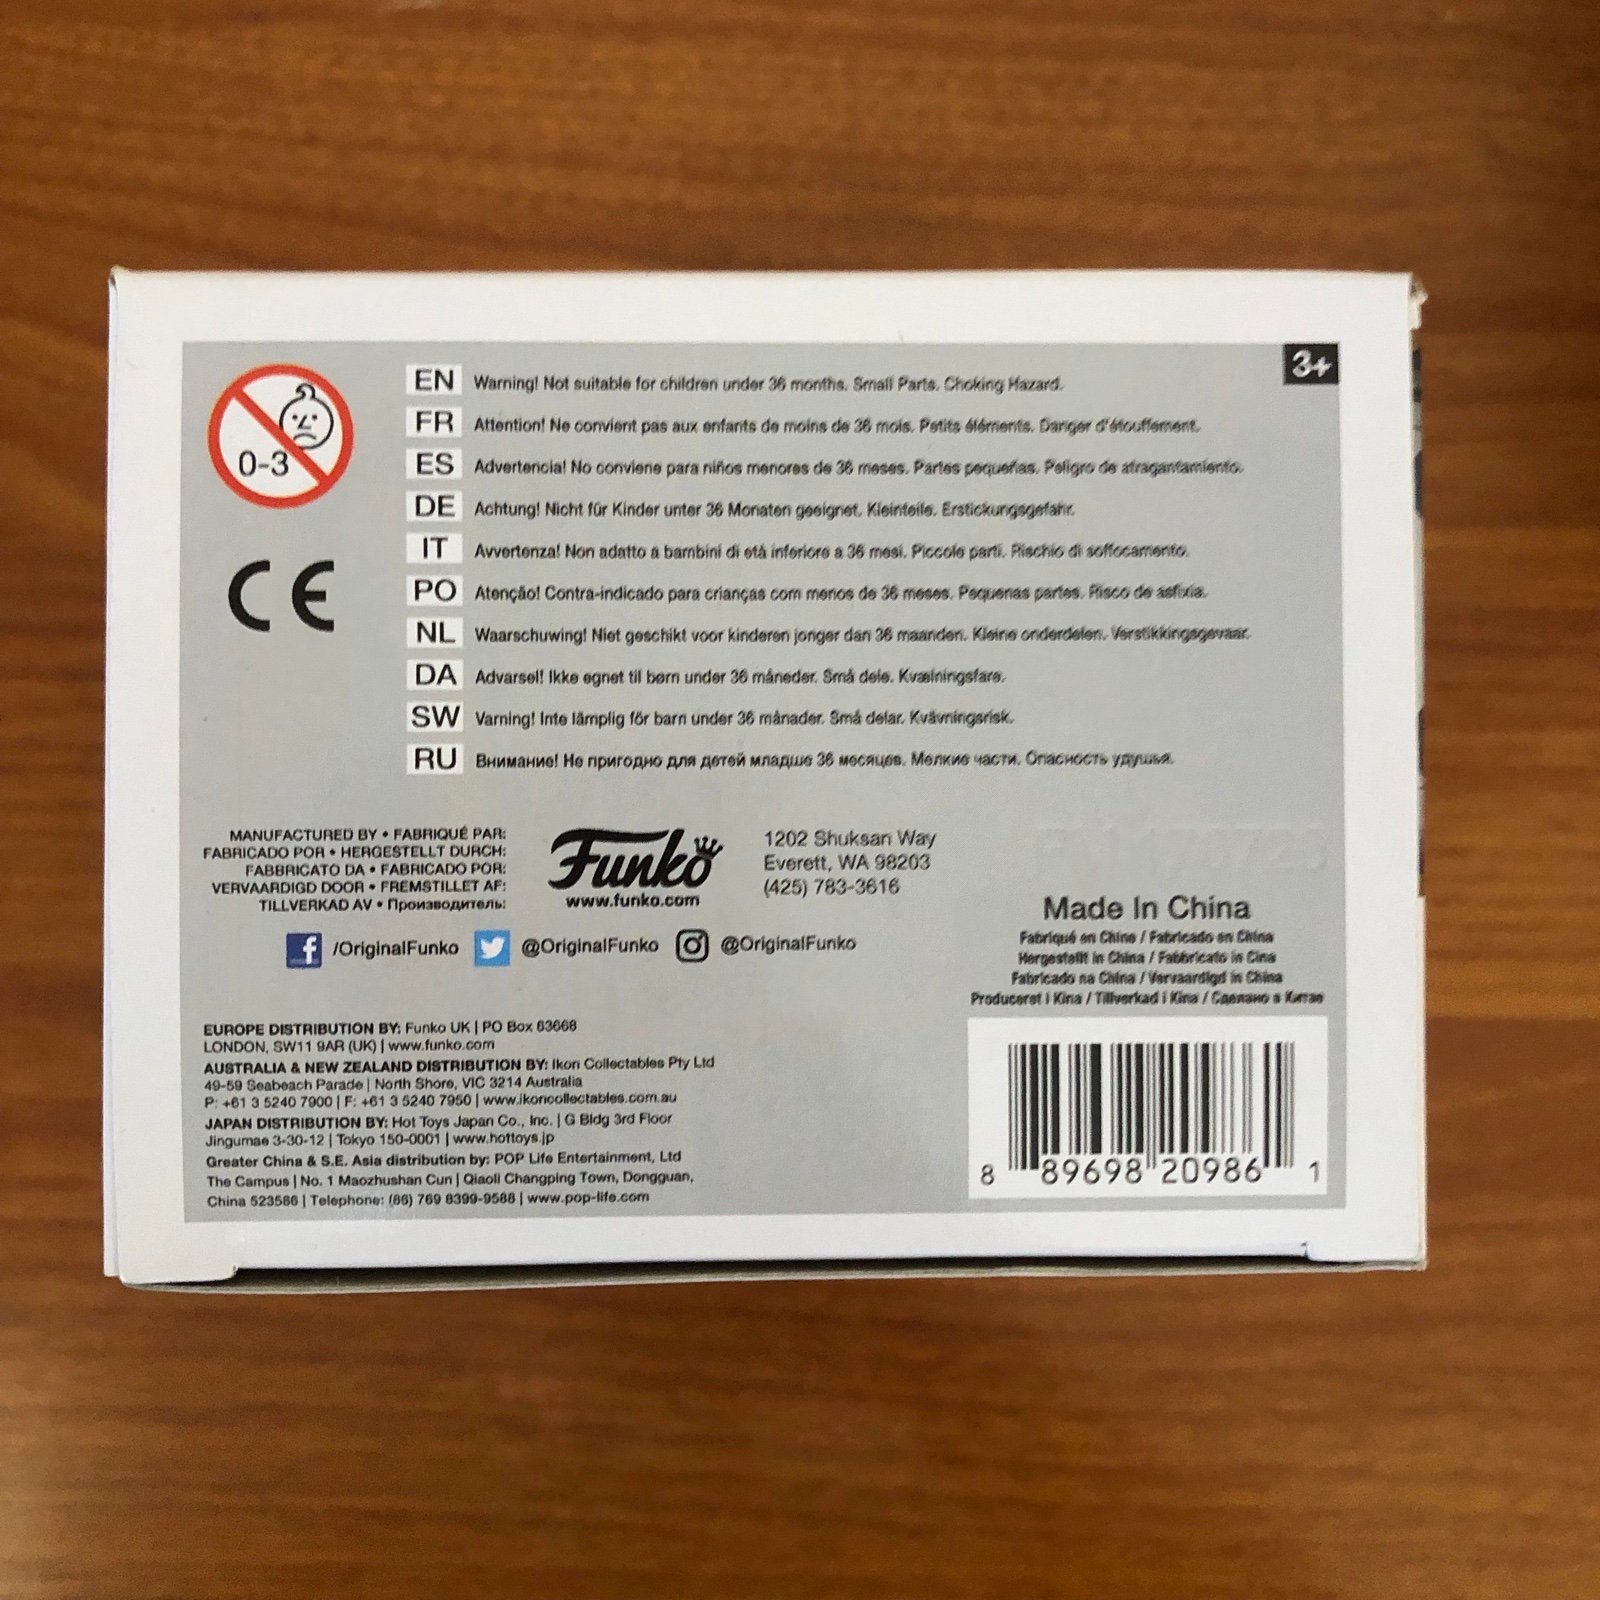 3+
0-3
EN Warning! Not suitable for children under 36 months. Small Parts. Choking Hazard.
FR Attention! Ne convient pas aux enfants de moins de 36 mois. Petits éléments. Danger d'étouffement.
ES Advertencia! No conviene para niños menores de 36 meses. Partes pequeñas. Peligro de atragantamiento.
DE Achtung! Nicht für Kinder unter 36 Monaten geeignet. Kleinteile. Erstickungsgefahr.
IT Avvertenza! Non adatto a bambini di età inferiore a 36 mesi. Piccole parti. Rischio di soffocamento.
PO Atenção! Contra-indicado para crianças com menos de 36 meses. Pequenas partes. Risco de asfixia.
NL Waarschuwing! Niet geschikt voor kinderen jonger dan 36 maanden. Kleine onderdelen. Verstikkingsgevaar.
DA Advarsel! Ikke egnet til børn under 36 måneder. Små dele. Kvælningsfare.
SW Varning! Inte lämplig för barn under 36 månader. Små delar. Kvävningsrisk.
RU Внимание! Не пригодно для детей младше 36 месяцев. Мелкие части. Опасность удушья.
CE
MANUFACTURED BY • FABRIQUÉ PAR:
FABRICADO POR • HERGESTELLT DURCH:
FABBRICATO DA • FABRICADO POR:
VERVAARDIGD DOOR • FREMSTILLET AF:
TILLVERKAD AV • Производитель:
Funko
www.funko.com
1202 Shuksan Way
Everett, WA 98203
(425) 783-3616
/OriginalFunko @OriginalFunko @OriginalFunko
Made In China
Fabriqué en Chine / Fabricado en China
Hergestellt in China / Fabbricato in Cina
Fabricado na China / Vervaardigd in China
Produceret i Kina / Tillverkad i Kina / Сделано в Китае
EUROPE DISTRIBUTION BY: Funko UK | PO Box 63668
LONDON, SW11 9AR (UK) | www.funko.com
AUSTRALIA & NEW ZEALAND DISTRIBUTION BY: Ikon Collectables Pty Ltd
49-59 Seabeach Parade | North Shore, VIC 3214 Australia
P: +61 3 5240 7900 | F: +61 3 5240 7950 | www.ikoncollectables.com.au
JAPAN DISTRIBUTION BY: Hot Toys Japan Co., Inc. | G Bldg 3rd Floor
Jingumae 3-30-12 | Tokyo 150-0001 | www.hottoys.jp
Greater China & S.E. Asia distribution by: POP Life Entertainment, Ltd
The Campus | No. 1 Maozhushan Cun | Qiaoli Changping Town, Dongguan,
China 523586 | Telephone: (86) 769 8399-9588 | www.pop-life.com
8 89698 20986 1